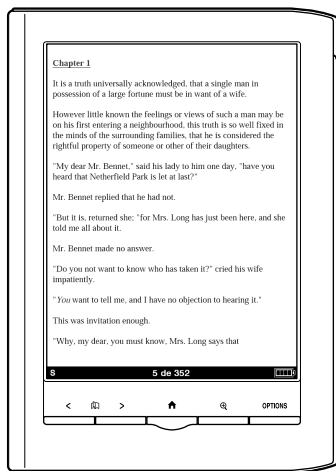 Chapter 1
It is a truth universally acknowledged, that a single man in
possession of a large fortune must be in want of a wife.
However little known the feelings or views of such a man may be
on his first entering a neighbourhood, this truth is so well fixed in
the minds of the surrounding families, that he is considered the
rightful property of someone or other of their daughters.
"My dear Mr. Bennet," said his lady to him one day, "have you
heard that Netherfield Park is let at last?"
Mr. Bennet replied that he had not.
"But it is, returned she; "for Mrs. Long has just been here, and she
told me all about it.
Mr. Bennet made no answer.
"Do you not want to know who has taken it?" cried his wife
impatiently.
"You want to tell me, and I have no objection to hearing it."
This was invitation enough.
"Why, my dear, you must know, Mrs. Long says that
S 5 de 352
< > OPTIONS